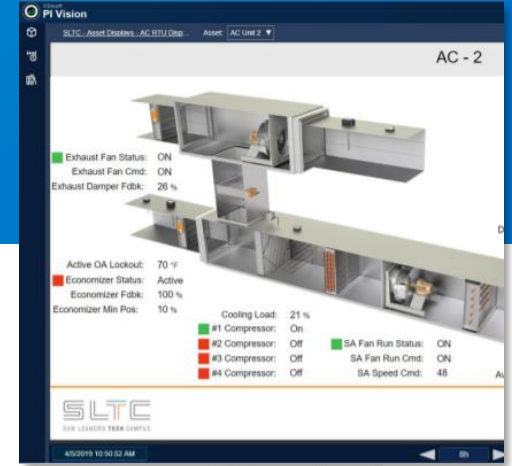 OSIsoft.
PI Vision
SLTC - Asset Displays - AC RTU Disp...
Asset: AC Unit 2 ▼
AC - 2
Exhaust Fan Status: ON
Exhaust Fan Cmd: ON
Exhaust Damper Fdbk: 26 %
D
Active OA Lockout: 70 °F
Economizer Status: Active
Economizer Fdbk: 100 %
Economizer Min Pos: 10 %
Cooling Load: 21 %
#1 Compressor: On
#2 Compressor: Off
SA Fan Run Status: ON
#3 Compressor: Off
SA Fan Run Cmd: ON
#4 Compressor: Off
SA Speed Cmd: 48
Av
SLTC
SAN LEANDRO TECH CAMPUS
4/5/2019 10:50:52 AM
8h